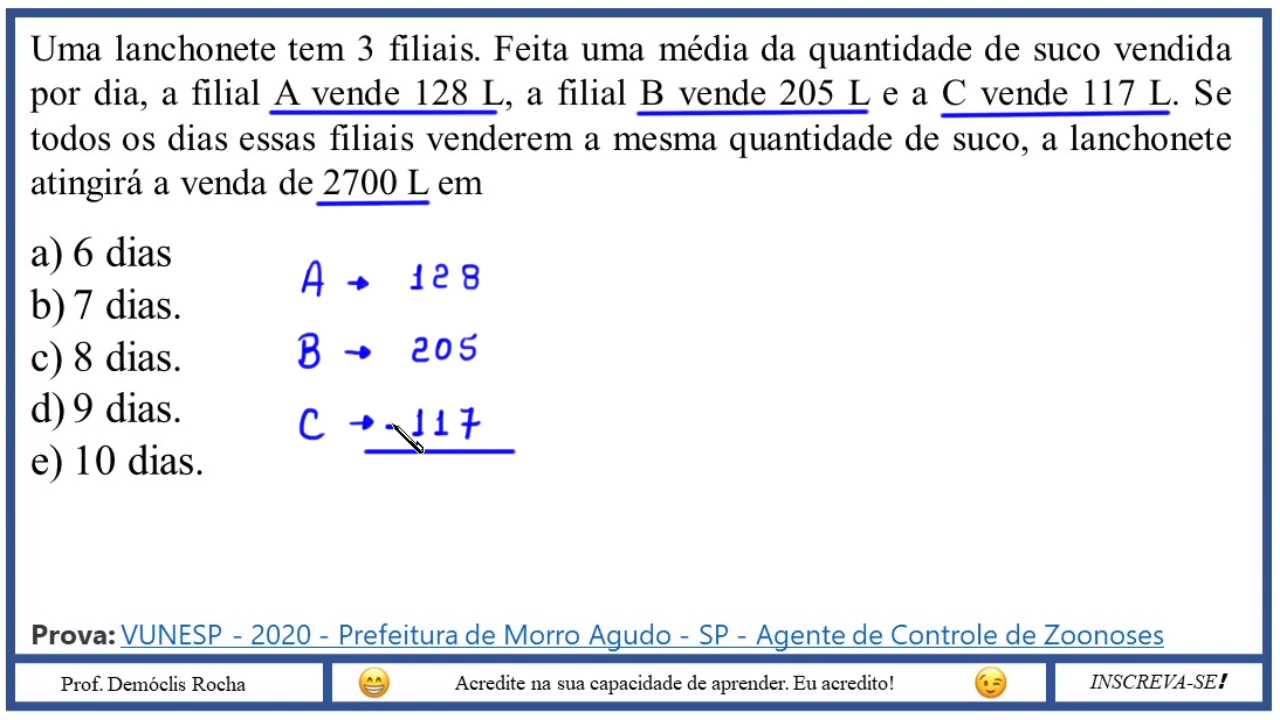 Uma lanchonete tem 3 filiais. Feita uma média da quantidade de suco vendida
por dia, a filial A vende 128 L, a filial B vende 205 L e a C vende 117 L. Se
todos os dias essas filiais venderem a mesma quantidade de suco, a lanchonete
atingirá a venda de 2700 L em
a) 6 dias
b) 7 dias.
c) 8 dias.
d) 9 dias.
e) 10 dias.
A → 128
B → 205
C → 117
Prova: VUNESP - 2020 - Prefeitura de Morro Agudo - SP - Agente de Controle de Zoonoses
Prof. Demóclis Rocha
😁 Acredite na sua capacidade de aprender. Eu acredito! 😉
INSCREVA-SE!